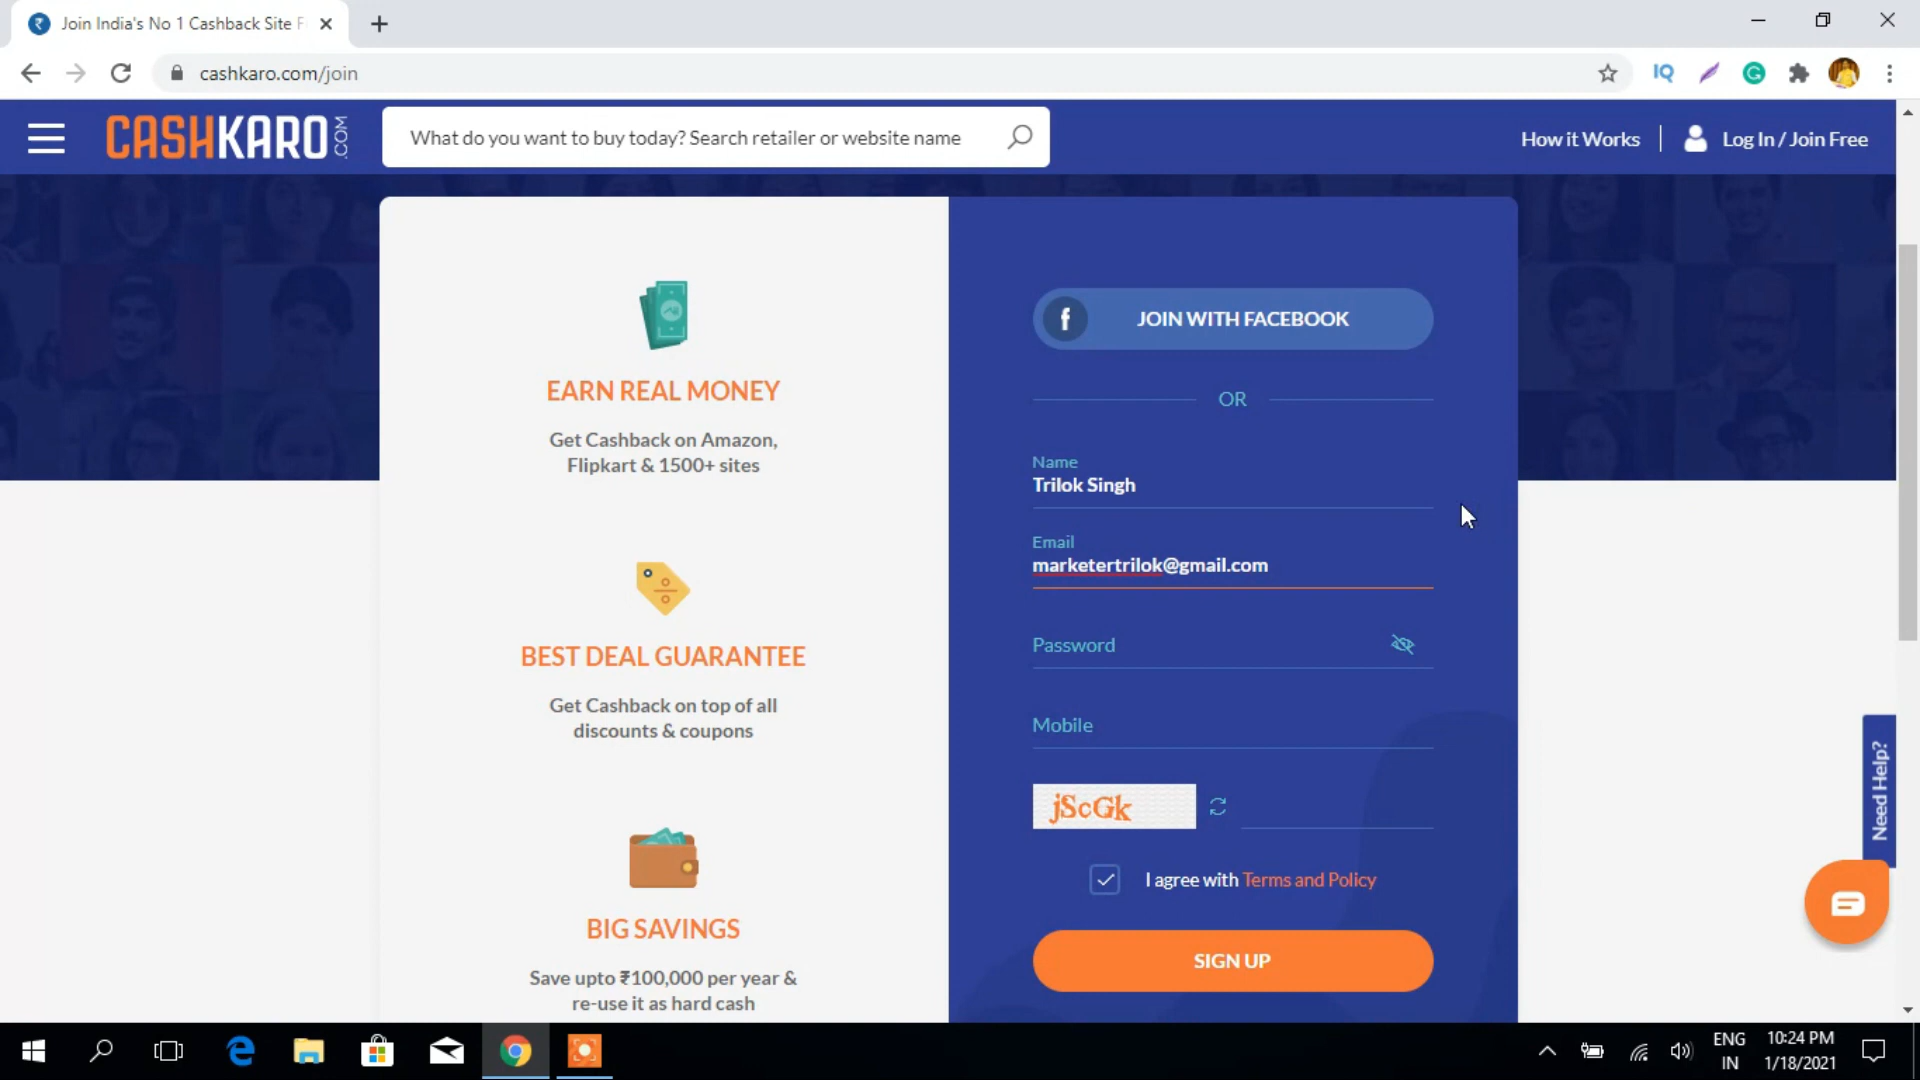 Join India's No 1 Cashback Site F
cashkaro.com/join
IQ
CASHKARO.COM
What do you want to buy today? Search retailer or website name
How it Works
Log In / Join Free
EARN REAL MONEY
Get Cashback on Amazon,
Flipkart & 1500+ sites
BEST DEAL GUARANTEE
Get Cashback on top of all
discounts & coupons
BIG SAVINGS
Save upto ₹100,000 per year &
re-use it as hard cash
f JOIN WITH FACEBOOK
OR
Name
Trilok Singh
Email
marketertrilok@gmail.com
Password
Mobile
jScGk
I agree with Terms and Policy
SIGN UP
Need Help?
ENG
IN
10:24 PM
1/18/2021